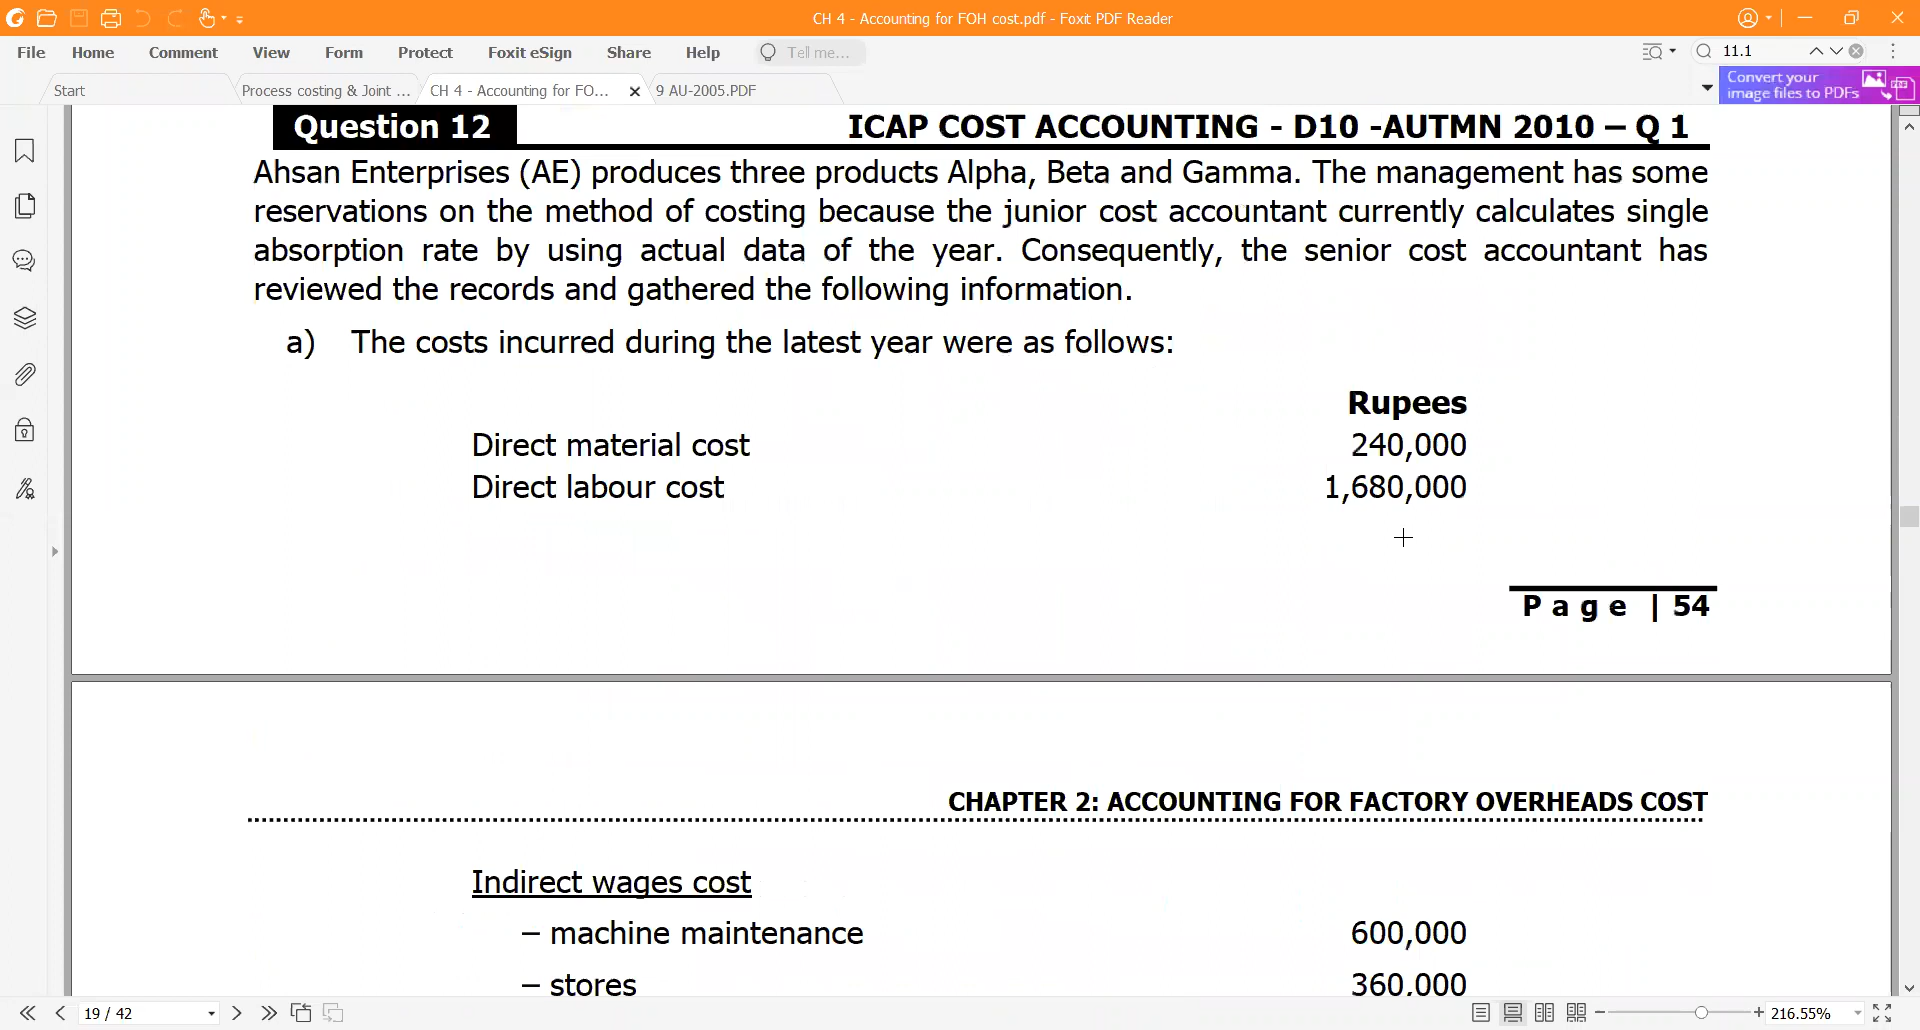 CH 4 - Accounting for FOH cost.pdf - Foxit PDF Reader
File Home Comment View Form Protect Foxit eSign Share Help Tell me... 11.1
Start Process costing & Joint ... CH 4 - Accounting for FO... 9 AU-2005.PDF
Convert your
image files to PDFs
Question 12 ICAP COST ACCOUNTING - D10 -AUTMN 2010 – Q 1
Ahsan Enterprises (AE) produces three products Alpha, Beta and Gamma. The management has some
reservations on the method of costing because the junior cost accountant currently calculates single
absorption rate by using actual data of the year. Consequently, the senior cost accountant has
reviewed the records and gathered the following information.
a) The costs incurred during the latest year were as follows:
Rupees
Direct material cost 240,000
Direct labour cost 1,680,000
Page | 54
CHAPTER 2: ACCOUNTING FOR FACTORY OVERHEADS COST
Indirect wages cost
– machine maintenance 600,000
– stores 360,000
19 / 42 216.55%